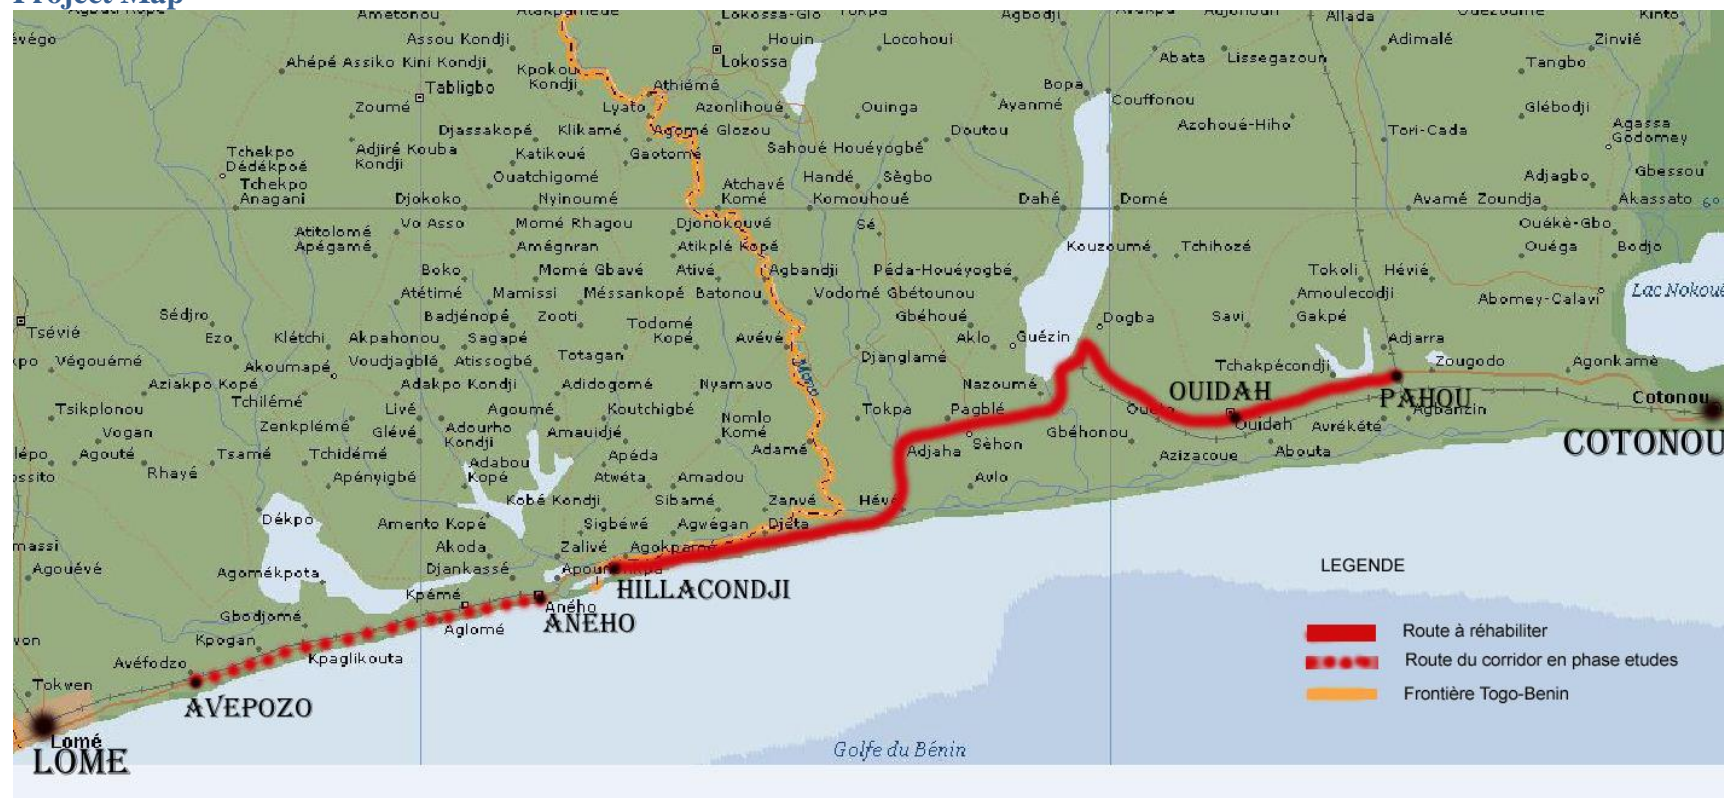 Project Map
Ametonou
Lokossa-Glo
Tokpa
Agbodji
Allada
Kinto
Assou Kondji
Houin
Locohoui
Adimalé
Zinvié
Ahépé Assiko Kini Kondji
Kpokou
Kondji
Lokossa
Abata
Lissegazoun
Tangbo
Tabligbo
Athiémé
Bopa
Zoumé
Lyato
Azonlihoué
Ouinga
Ayanmé
Couffonou
Glébodji
Djassakopé
Klikamé
Agomé Glozou
Doutou
Azohoué-Hiho
Tori-Cada
Agassa
Godomey
Tchekpo
Dédékpoé
Adjiré Kouba
Kondji
Katikoué
Gaotomé
Sahoué Houéyogbé
Tchekpo
Anagani
Ouatchigomé
Atchavé
Komé
Handé
Sègbo
Adjagbo
Gbessou
Djokoko
Nyinoumé
Komouhoué
Dahé
Domé
Avamé Zoundja
Akassato
6°
Atitolomé
Apégamé
Vo Asso
Momé Rhagou
Djonokouvé
Sé
Ouékè-Gbo
Amégnran
Atikplé Kopé
Kouzoumé
Tchihozé
Ouéga
Bodjo
Boko
Momé Gbavé
Ativé
Agbandji
Péda-Houéyogbé
Tokoli
Hévié
Atétimé
Mamissi
Méssankopé
Batonou
Vodomé
Gbétounou
Amoulecodji
Abomey-Calavi
Lac Nokoué
Sédjro
Badjénopé
Zooti
Todomé
Kopé
Gbéhoué
Dogba
Savi
Gakpé
Tsévié
Ezo
Klétchi
Akpahonou
Sagapé
Avévé
Aklo
Guézin
Adjarra
Végouémé
Akoumapé
Voudjagblé
Atissogbé
Totagan
Djanglamé
Tchakpécondji
Zougodo
Agonkamè
Mono
Aziakpo Kopé
Adakpo Kondji
Adidogomé
Nyamavo
Nazoumé
OUIDAH
PAHOU
Cotonou
Tsikplonou
Tchilémé
Livé
Agoumé
Koutchigbé
Nomlo
Komé
Tokpa
Pagblé
Ouidah
Agbanzin
Vogan
Zenkplémé
Glévé
Adourho
Kondji
Amauidjé
Gbéhonou
Avrékété
COTONOU
Agouté
Tsamé
Tchidémé
Adabou
Kopé
Apéda
Adamé
Adjaha
Sèhon
Azizacoue
Abouta
Rhayé
Apényigbé
Atwéta
Amadou
Avlo
Kobé Kondji
Sibamé
Zanvé
Dékpo
Amento Kopé
Sigbéwé
Agwégan
Djéta
Akoda
Zalivé
Agouévé
Agomékpota
Djankassé
HILLACONDJI
LEGENDE
Kpémé
Aného
ANEHO
Gbodjomé
Aglomé
Route à réhabiliter
Kpogan
Kpaglikouta
Route du corridor en phase etudes
Avéfodzo
Tokwen
AVEPOZO
Frontière Togo-Benin
Lomé
LOME
Golfe du Bénin